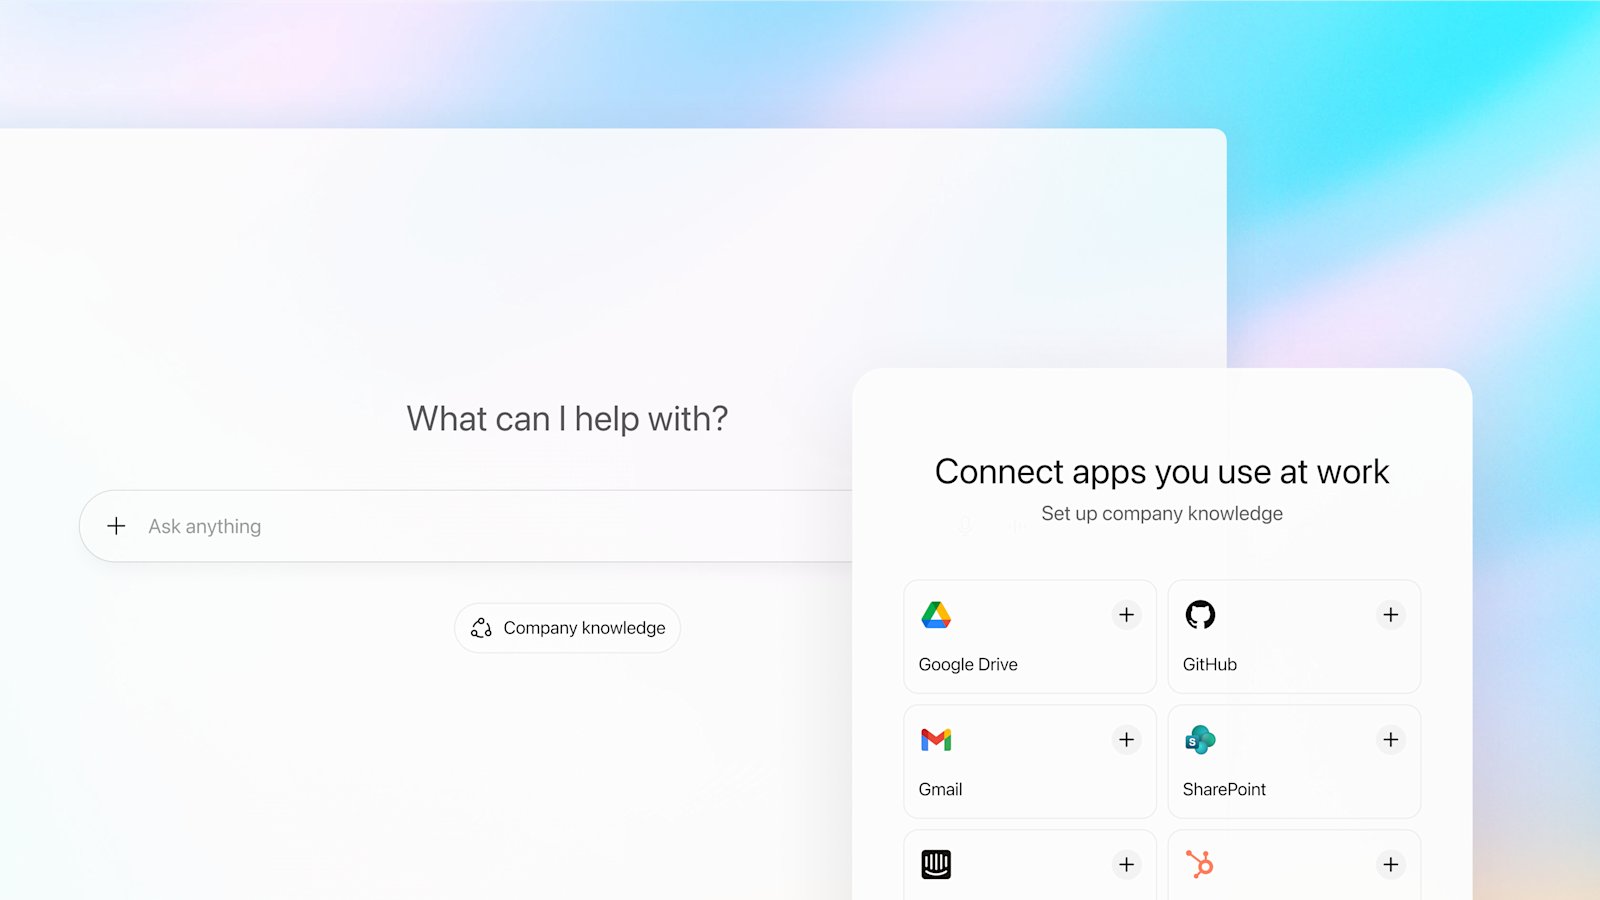 What can I help with?
Ask anything
Company knowledge
Connect apps you use at work
Set up company knowledge
Google Drive
GitHub
Gmail
S
SharePoint